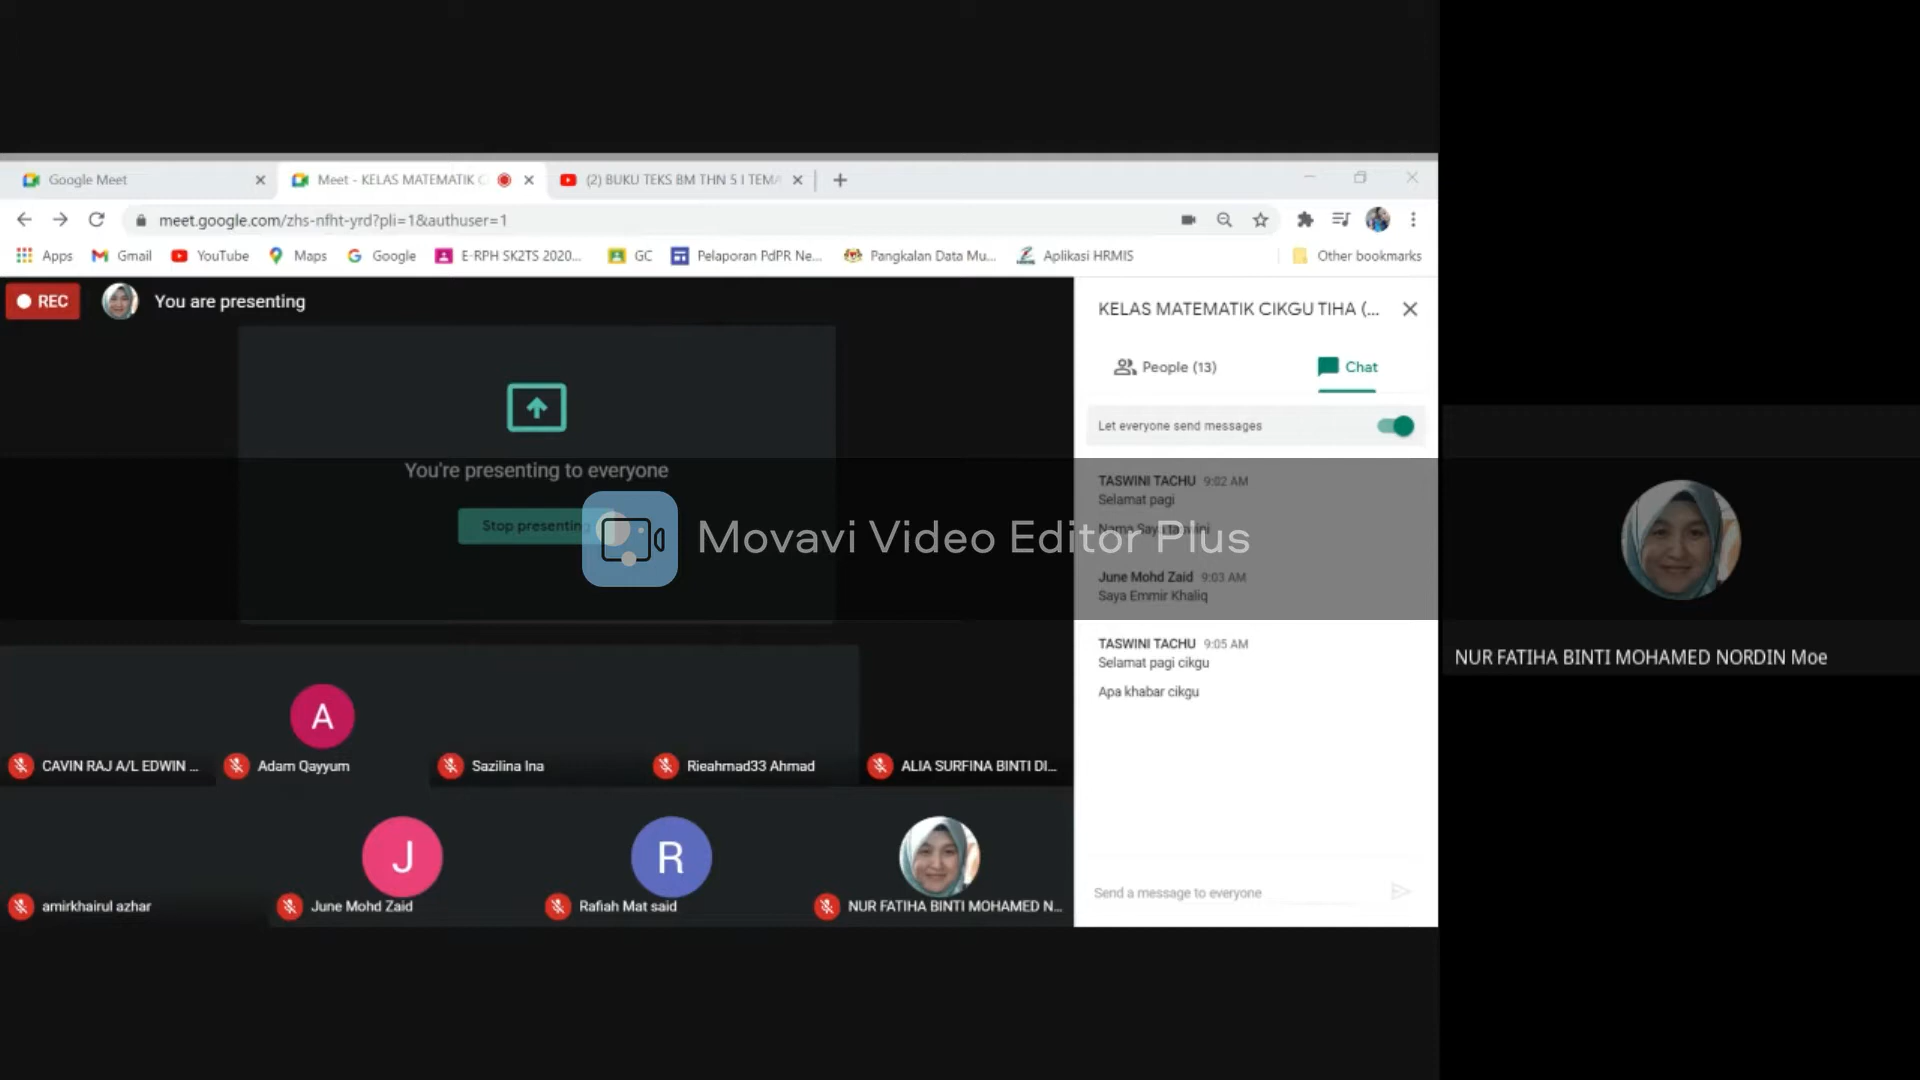 Google Meet
Meet - KELAS MATEMATIK C
(2) BUKU TEKS BM THN 5 I TEMA
meet.google.com/zhs-nfht-yrd?pli=1&authuser=1
Apps
Gmail
YouTube
Maps
Google
E-RPH SK2TS 2020...
GC
Pelaporan PdPR Ne...
Pangkalan Data Mu...
Aplikasi HRMIS
Other bookmarks
REC
You are presenting
You're presenting to everyone
Stop presenting
Movavi Video Editor Plus
KELAS MATEMATIK CIKGU TIHA (...
People (13)
Chat
Let everyone send messages
TASWINI TACHU 9:02 AM
Selamat pagi
Nama Saya taswini
June Mohd Zaid 9:03 AM
Saya Emmir Khaliq
TASWINI TACHU 9:05 AM
Selamat pagi cikgu
Apa khabar cikgu
Send a message to everyone
A
CAVIN RAJ A/L EDWIN ...
Adam Qayyum
Sazilina Ina
Rieahmad33 Ahmad
ALIA SURFINA BINTI DI...
J
R
amirkhairul azhar
June Mohd Zaid
Rafiah Mat said
NUR FATIHA BINTI MOHAMED N...
NUR FATIHA BINTI MOHAMED NORDIN Moe